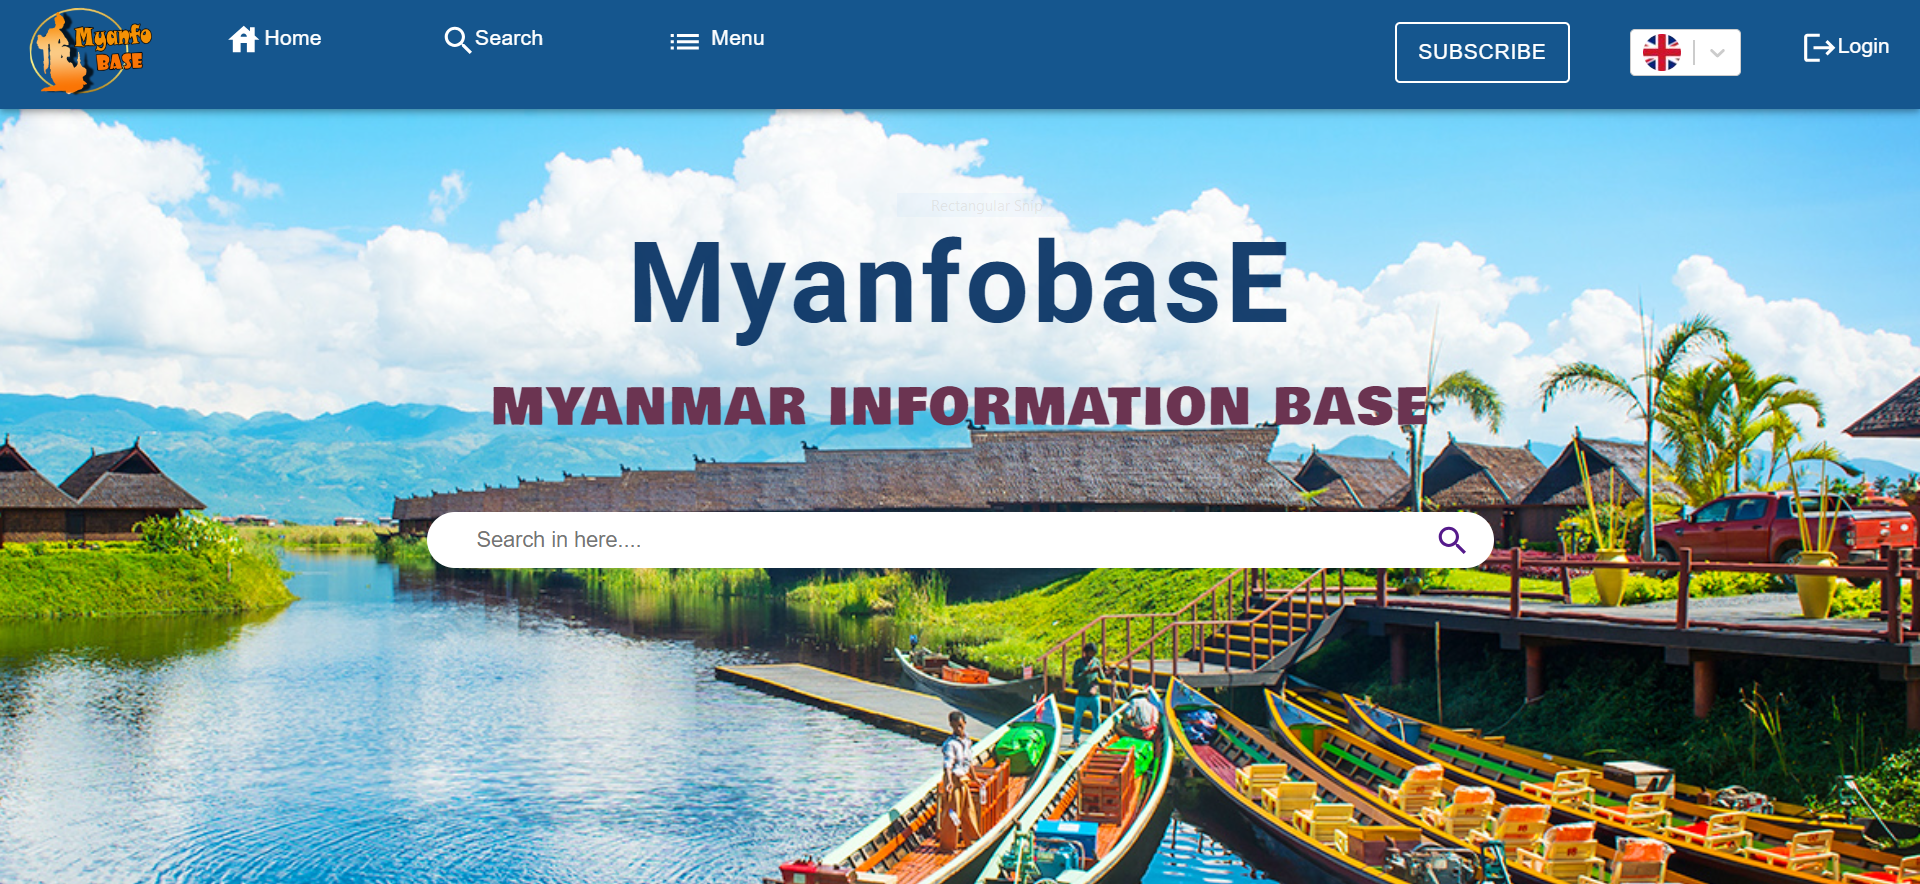 Myanfo
BASE
Home
Search
Menu
SUBSCRIBE
Login
Rectangular Snip
MyanfobasE
MYANMAR INFORMATION BASE
Search in here....